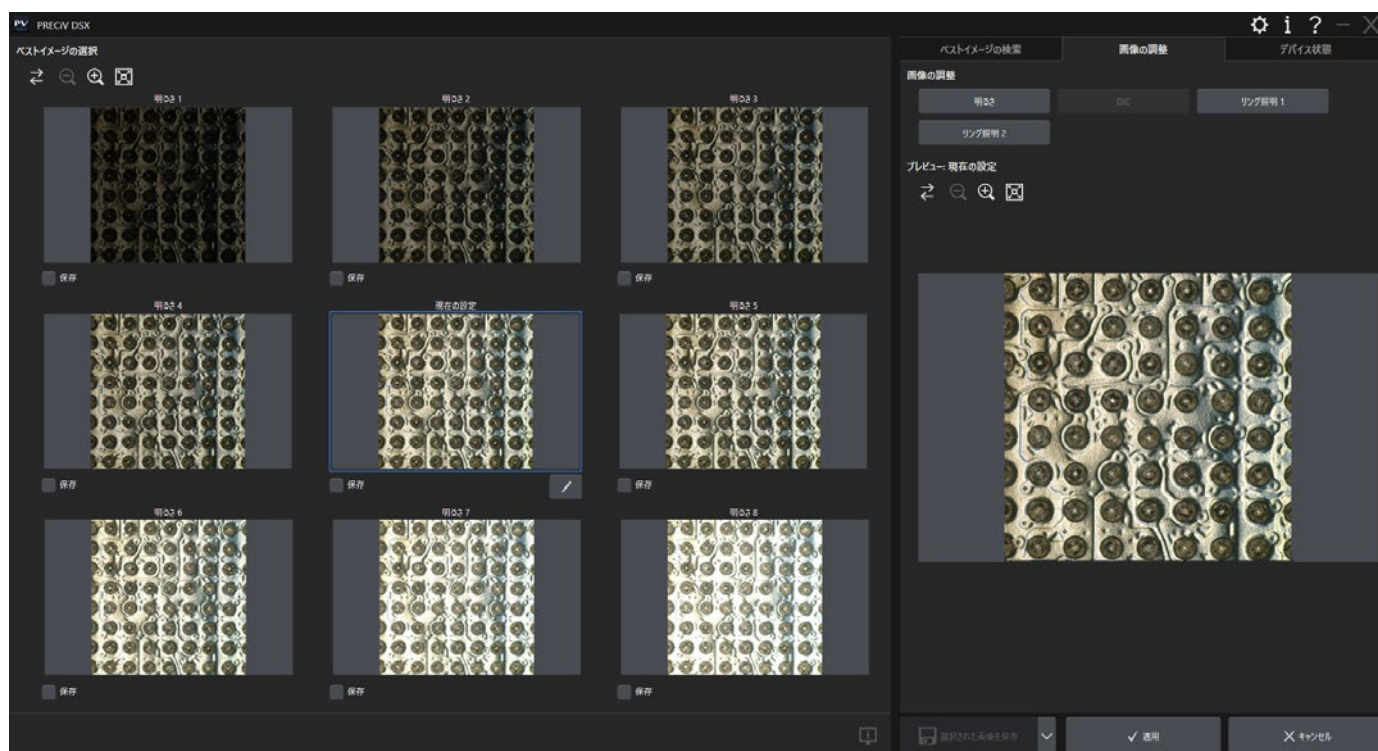 PV PRECiV DSX
ベストイメージの選択
明るさ 1
明るさ 2
明るさ 3
保存
保存
保存
明るさ 4
現在の設定
明るさ 5
保存
保存
保存
明るさ 6
明るさ 7
明るさ 8
保存
保存
保存
ベストイメージの検索
画像の調整
デバイス状態
画像の調整
明るさ
DIC
リング照明 1
リング照明 2
プレビュー: 現在の設定
選択された画像を保存
適用
キャンセル